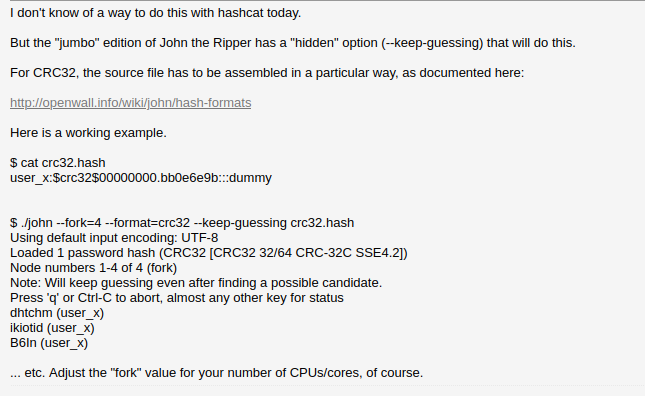 I don't know of a way to do this with hashcat today.
But the "jumbo" edition of John the Ripper has a "hidden" option (--keep-guessing) that will do this.
For CRC32, the source file has to be assembled in a particular way, as documented here:
http://openwall.info/wiki/john/hash-formats
Here is a working example.
$ cat crc32.hash
user_x:$crc32$00000000.bb0e6e9b:::dummy
$ ./john --fork=4 --format=crc32 --keep-guessing crc32.hash
Using default input encoding: UTF-8
Loaded 1 password hash (CRC32 [CRC32 32/64 CRC-32C SSE4.2])
Node numbers 1-4 of 4 (fork)
Note: Will keep guessing even after finding a possible candidate.
Press 'q' or Ctrl-C to abort, almost any other key for status
dhtchm (user_x)
ikiotid (user_x)
B6In (user_x)
... etc. Adjust the "fork" value for your number of CPUs/cores, of course.